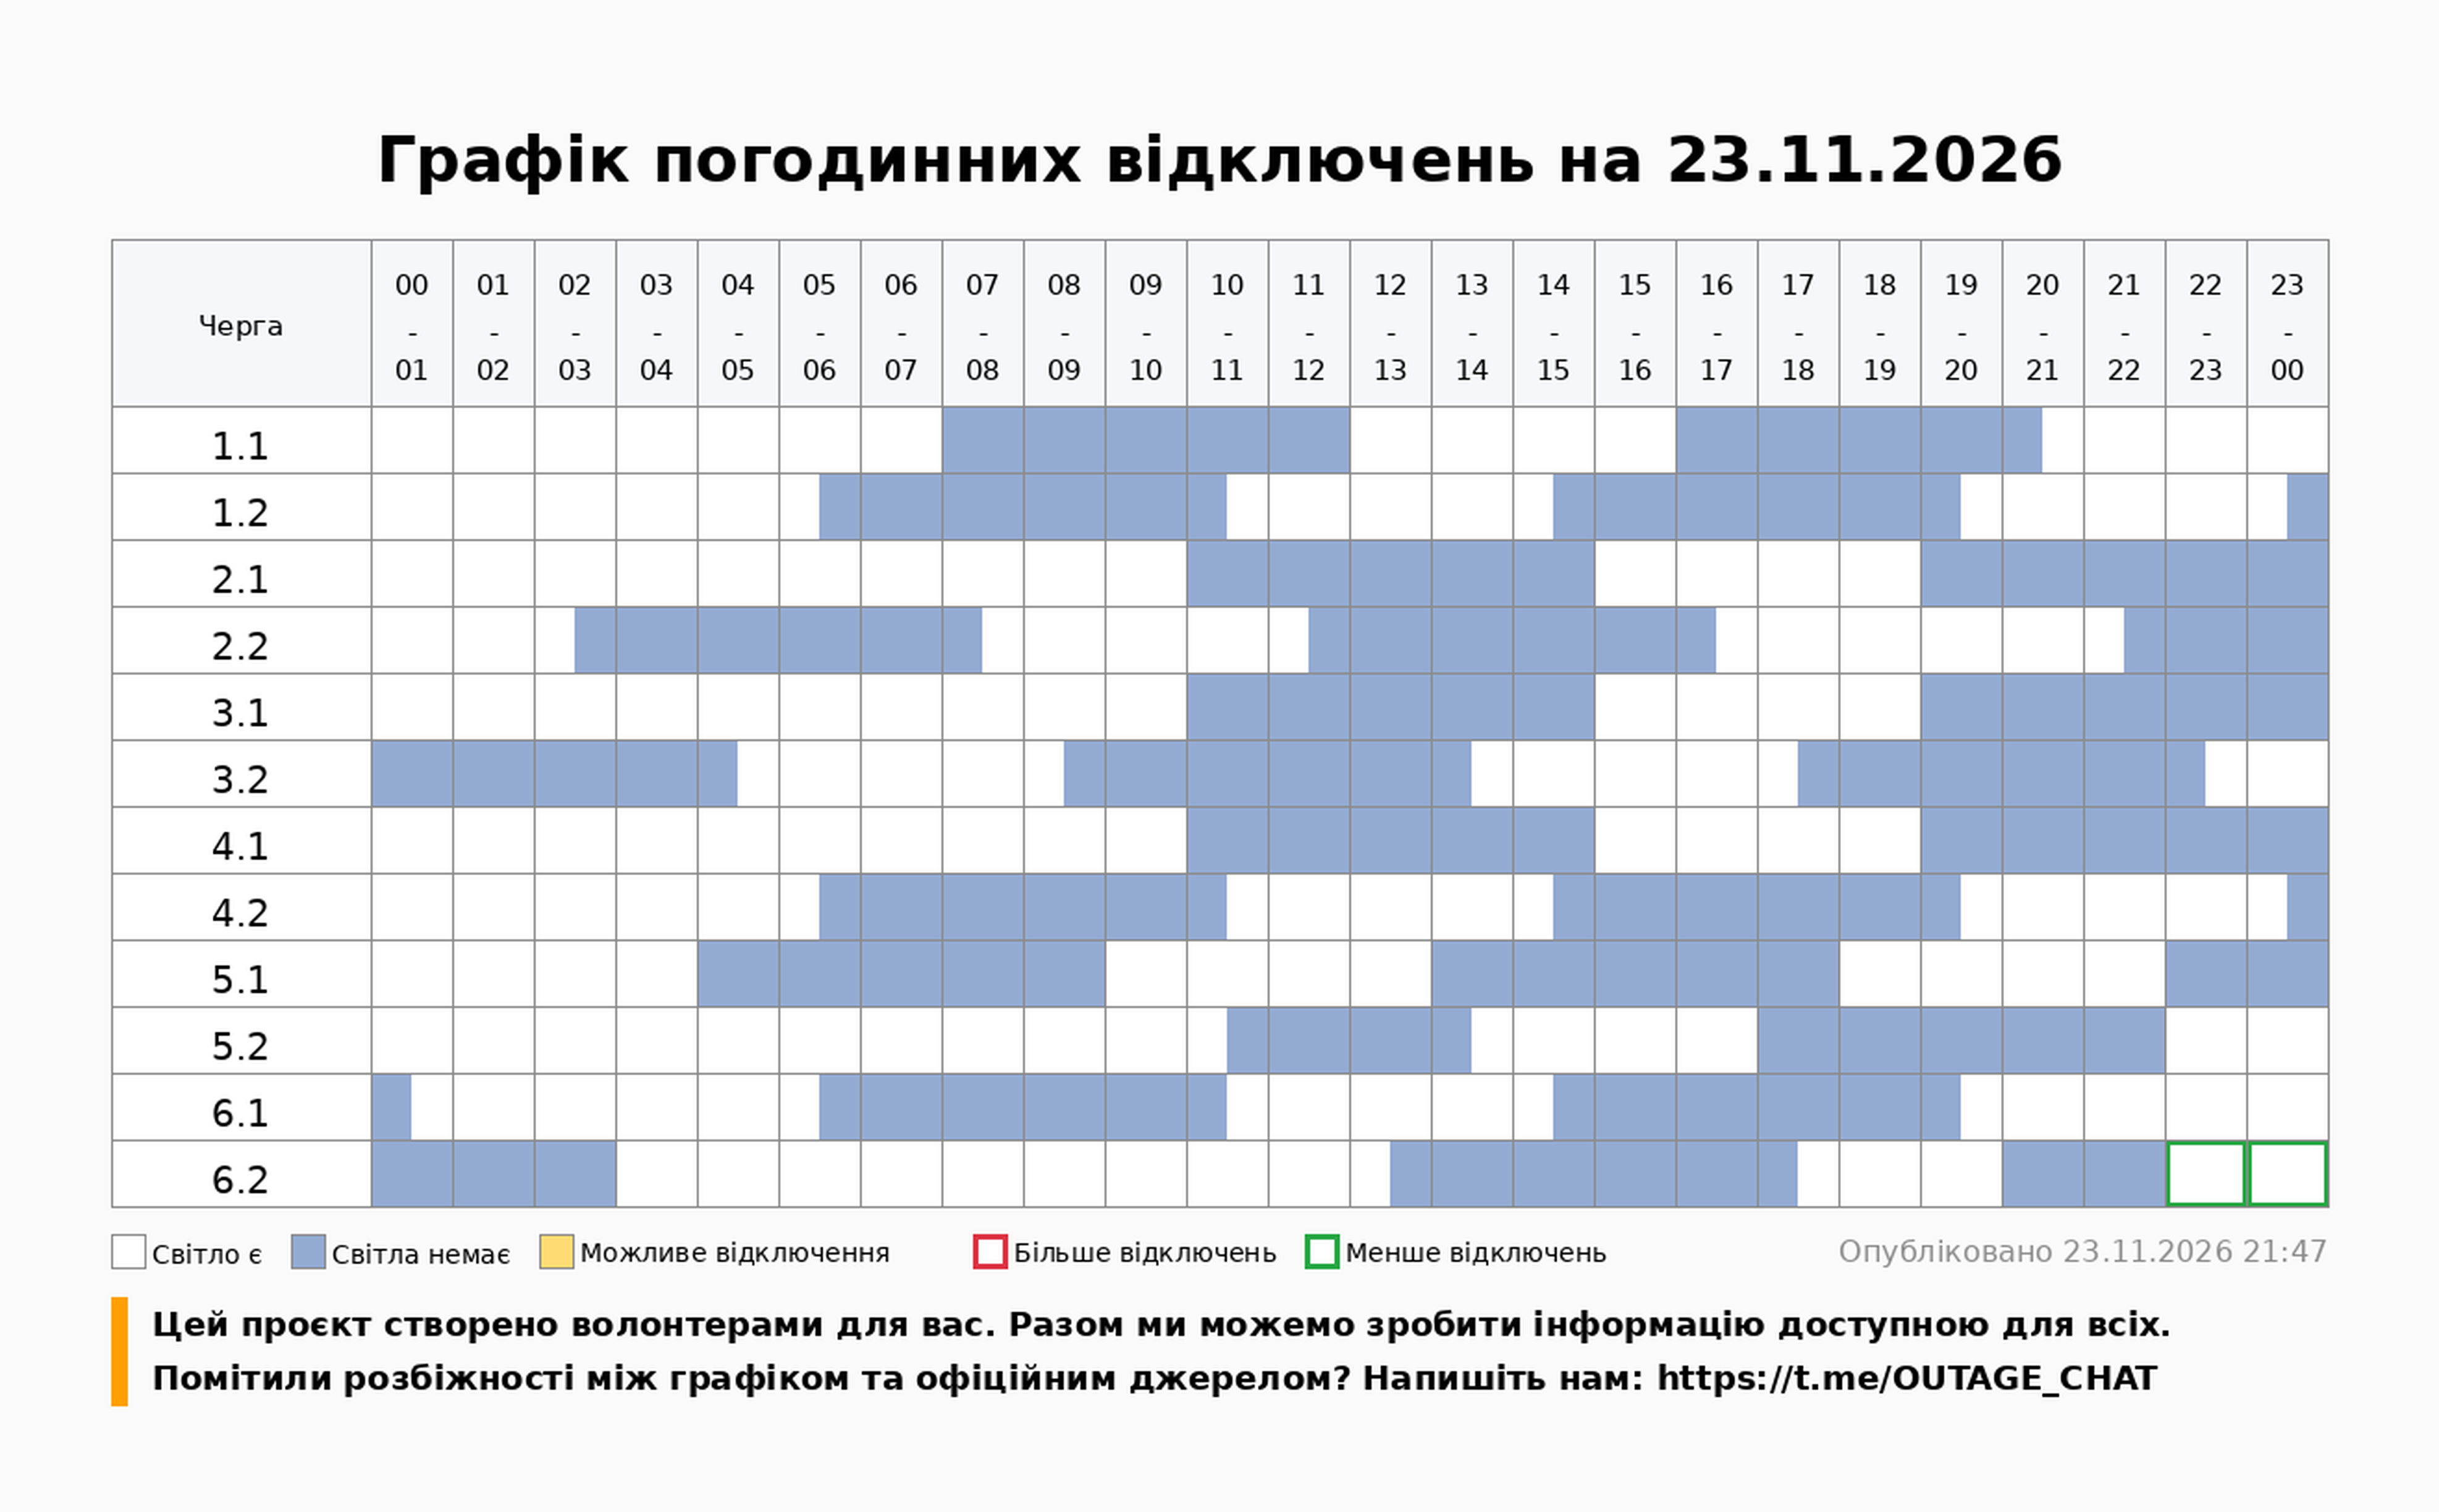 Графік погодинних відключень на 23.11.2026
Черга
00 - 01
01 - 02
02 - 03
03 - 04
04 - 05
05 - 06
06 - 07
07 - 08
08 - 09
09 - 10
10 - 11
11 - 12
12 - 13
13 - 14
14 - 15
15 - 16
16 - 17
17 - 18
18 - 19
19 - 20
20 - 21
21 - 22
22 - 23
23 - 00
1.1
1.2
2.1
2.2
3.1
3.2
4.1
4.2
5.1
5.2
6.1
6.2
Світло є
Світла немає
Можливе відключення
Більше відключень
Менше відключень
Опубліковано 23.11.2026 21:47
Цей проєкт створено волонтерами для вас. Разом ми можемо зробити інформацію доступною для всіх.
Помітили розбіжності між графіком та офіційним джерелом? Напишіть нам: https://t.me/OUTAGE_CHAT